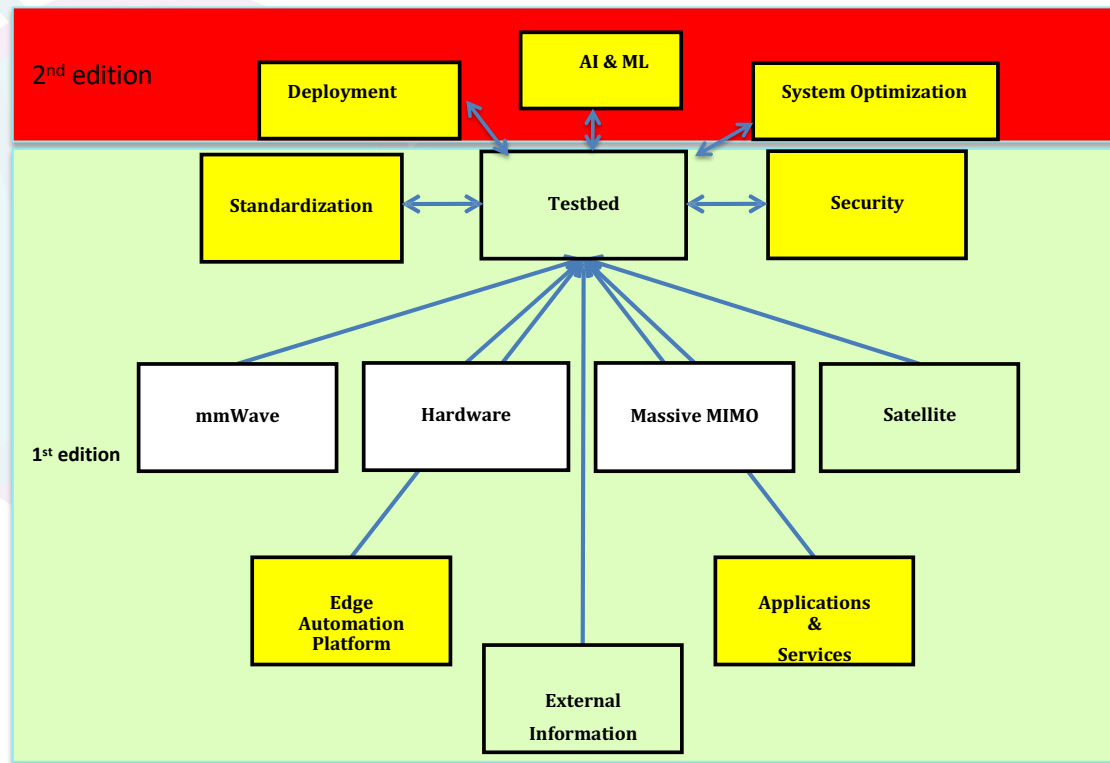 2nd edition
AI & ML
Deployment
System Optimization
Standardization
Testbed
Security
mmWave
Hardware
Massive MIMO
Satellite
1st edition
Edge
Automation
Platform
Applications
&
Services
External
Information